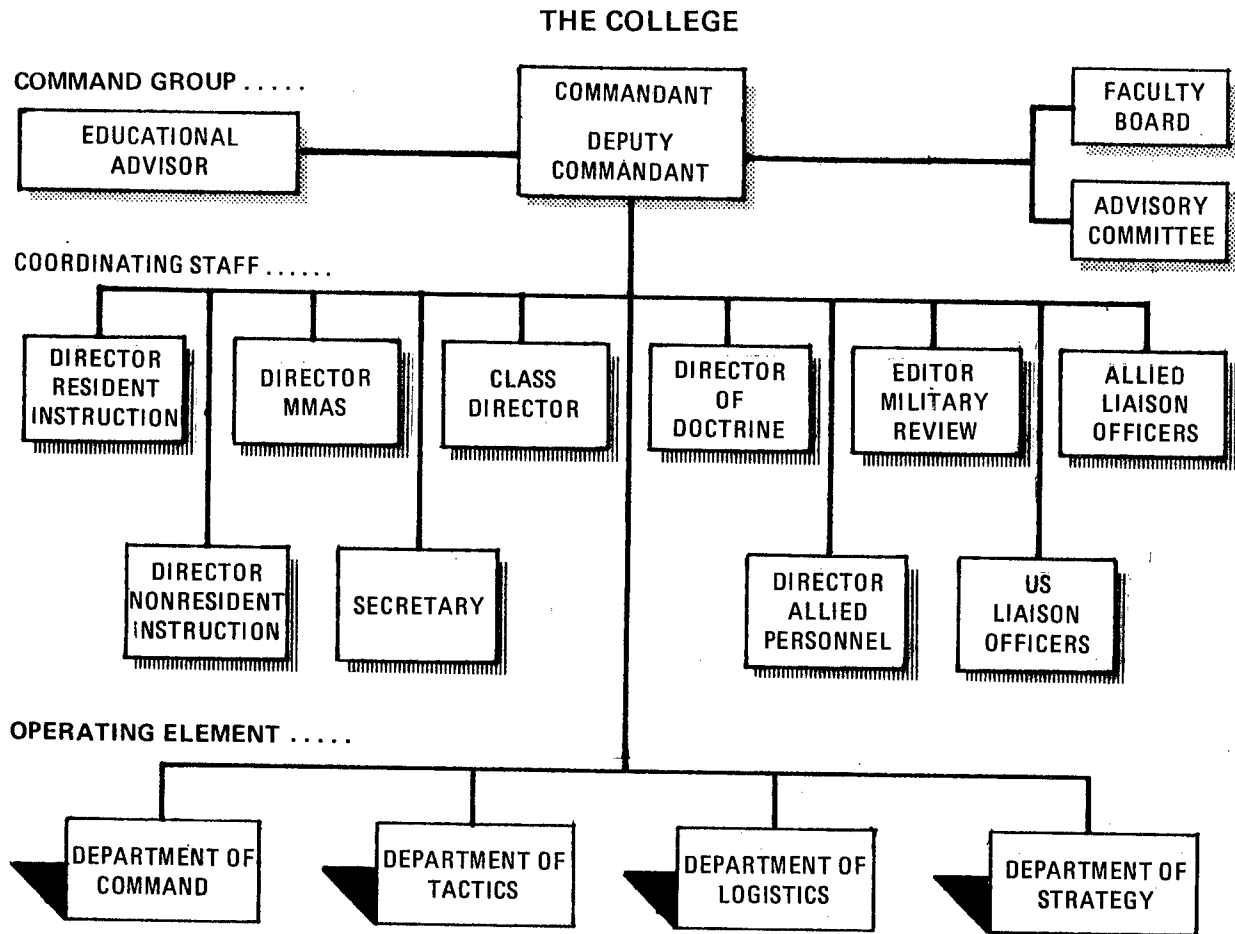 THE COLLEGE
COMMAND GROUP . . . . .
EDUCATIONAL
ADVISOR
COMMANDANT
DEPUTY
COMMANDANT
FACULTY
BOARD
ADVISORY
COMMITTEE
COORDINATING STAFF . . . . . .
DIRECTOR
RESIDENT
INSTRUCTION
DIRECTOR
MMAS
CLASS
DIRECTOR
DIRECTOR
OF
DOCTRINE
EDITOR
MILITARY
REVIEW
ALLIED
LIAISON
OFFICERS
DIRECTOR
NONRESIDENT
INSTRUCTION
SECRETARY
DIRECTOR
ALLIED
PERSONNEL
US
LIAISON
OFFICERS
OPERATING ELEMENT . . . . .
DEPARTMENT OF
COMMAND
DEPARTMENT OF
TACTICS
DEPARTMENT OF
LOGISTICS
DEPARTMENT OF
STRATEGY